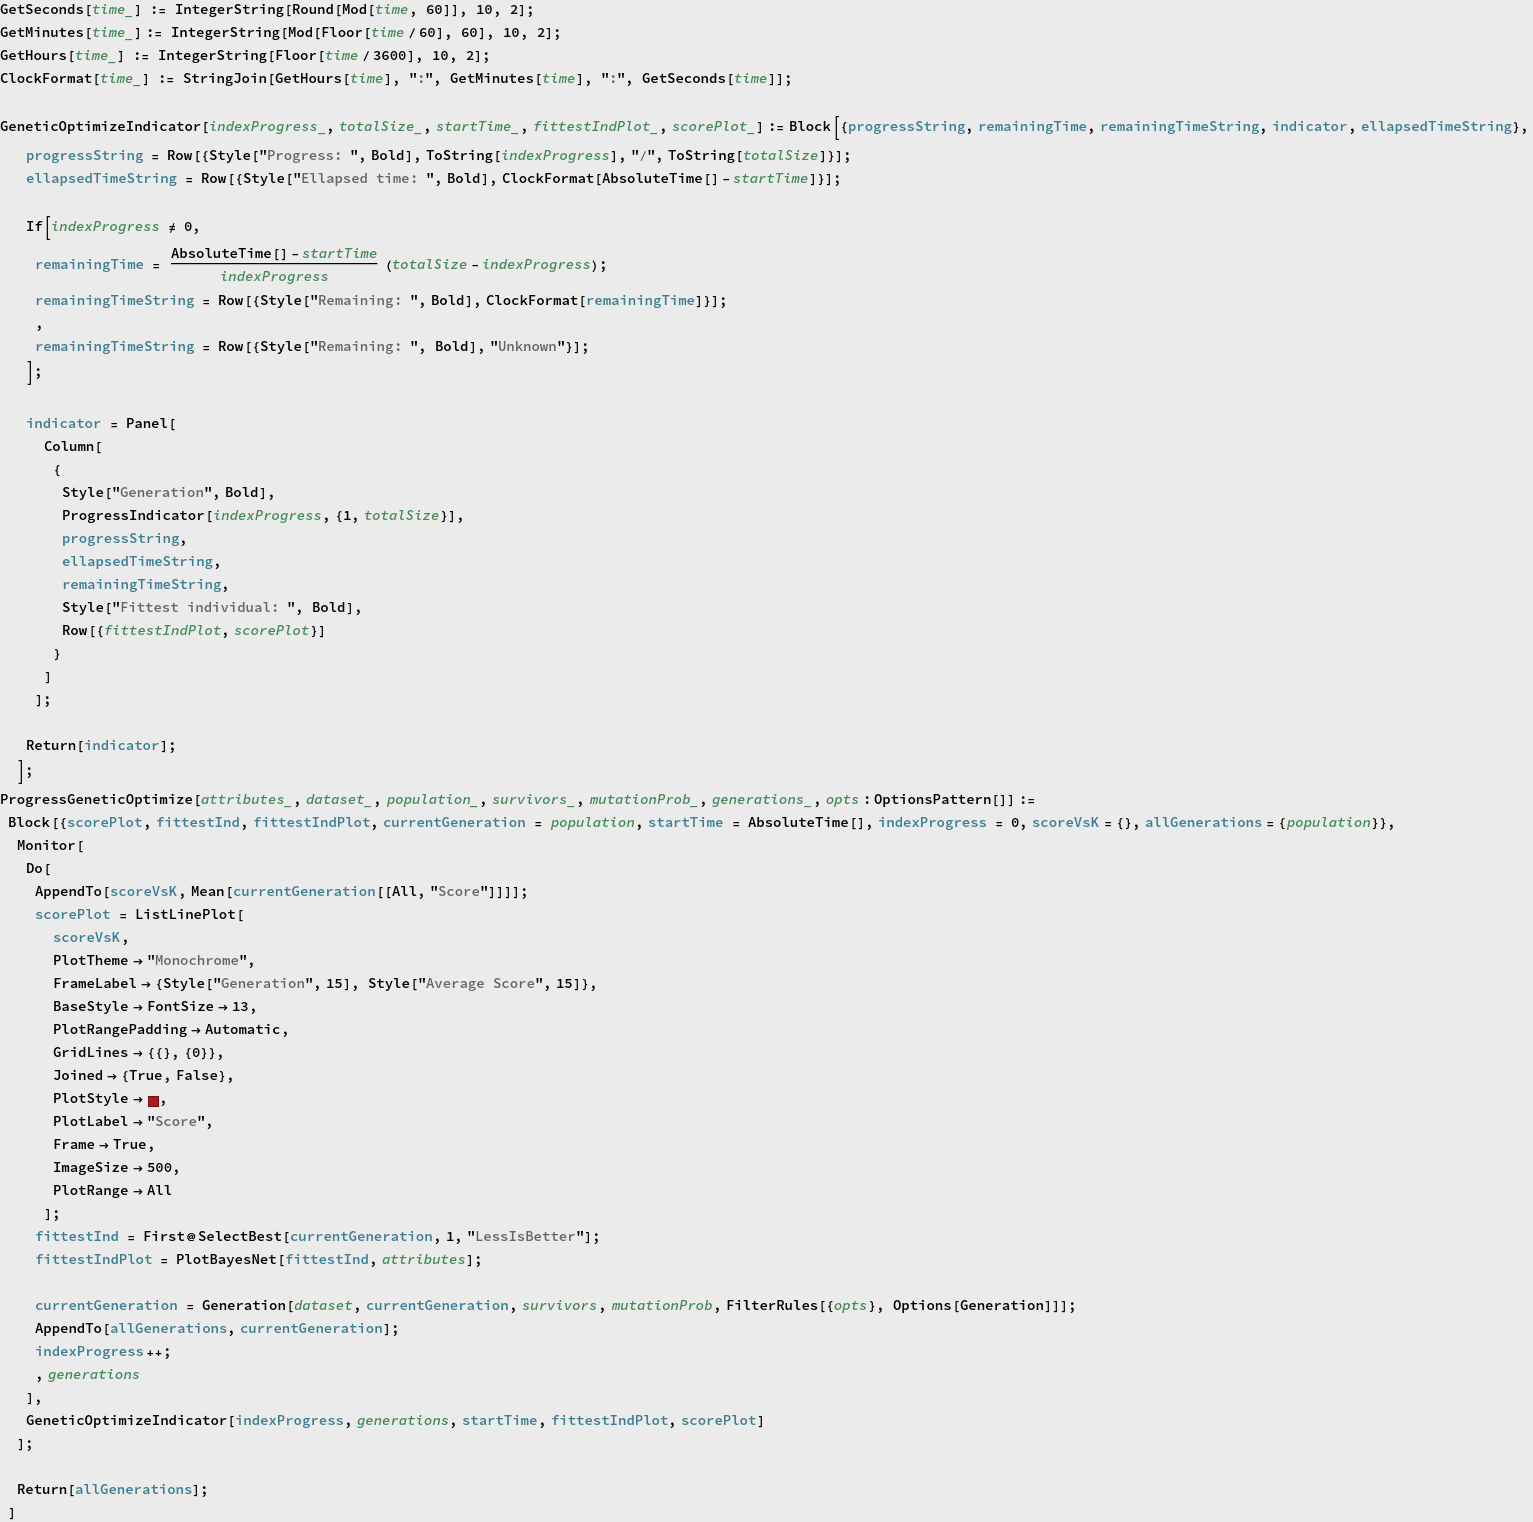 GetSeconds[time_] := IntegerString[Round[Mod[time, 60]], 10, 2];
GetMinutes[time_] := IntegerString[Mod[Floor[time / 60], 60], 10, 2];
GetHours[time_] := IntegerString[Floor[time / 3600], 10, 2];
ClockFormat[time_] := StringJoin[GetHours[time], ":", GetMinutes[time], ":", GetSeconds[time]];
GeneticOptimizeIndicator[indexProgress_, totalSize_, startTime_, fittestIndPlot_, scorePlot_] := Block[{progressString, remainingTime, remainingTimeString, indicator, ellapsedTimeString},
progressString = Row[{Style["Progress: ", Bold], ToString[indexProgress], "/", ToString[totalSize]}];
ellapsedTimeString = Row[{Style["Ellapsed time: ", Bold], ClockFormat[AbsoluteTime[] - startTime]}];
If[indexProgress ≠ 0,
AbsoluteTime[] - startTime
remainingTime = (totalSize - indexProgress);
indexProgress
remainingTimeString = Row[{Style["Remaining: ", Bold], ClockFormat[remainingTime]}];
,
remainingTimeString = Row[{Style["Remaining: ", Bold], "Unknown"}];
];
indicator = Panel[
Column[
{
Style["Generation", Bold],
ProgressIndicator[indexProgress, {1, totalSize}],
progressString,
ellapsedTimeString,
remainingTimeString,
Style["Fittest individual: ", Bold],
Row[{fittestIndPlot, scorePlot}]
}
]
];
Return[indicator];
];
ProgressGeneticOptimize[attributes_, dataset_, population_, survivors_, mutationProb_, generations_, opts : OptionsPattern[]] :=
Block[{scorePlot, fittestInd, fittestIndPlot, currentGeneration = population, startTime = AbsoluteTime[], indexProgress = 0, scoreVsK = {}, allGenerations = {population}},
Monitor[
Do[
AppendTo[scoreVsK, Mean[currentGeneration[[All, "Score"]]]];
scorePlot = ListLinePlot[
scoreVsK,
PlotTheme → "Monochrome",
FrameLabel → {Style["Generation", 15], Style["Average Score", 15]},
BaseStyle → FontSize → 13,
PlotRangePadding → Automatic,
GridLines → {{}, {0}},
Joined → {True, False},
PlotStyle → ■,
PlotLabel → "Score",
Frame → True,
ImageSize → 500,
PlotRange → All
];
fittestInd = First@SelectBest[currentGeneration, 1, "LessIsBetter"];
fittestIndPlot = PlotBayesNet[fittestInd, attributes];
currentGeneration = Generation[dataset, currentGeneration, survivors, mutationProb, FilterRules[{opts}, Options[Generation]]];
AppendTo[allGenerations, currentGeneration];
indexProgress++;
, generations
],
GeneticOptimizeIndicator[indexProgress, generations, startTime, fittestIndPlot, scorePlot]
];
Return[allGenerations];
]